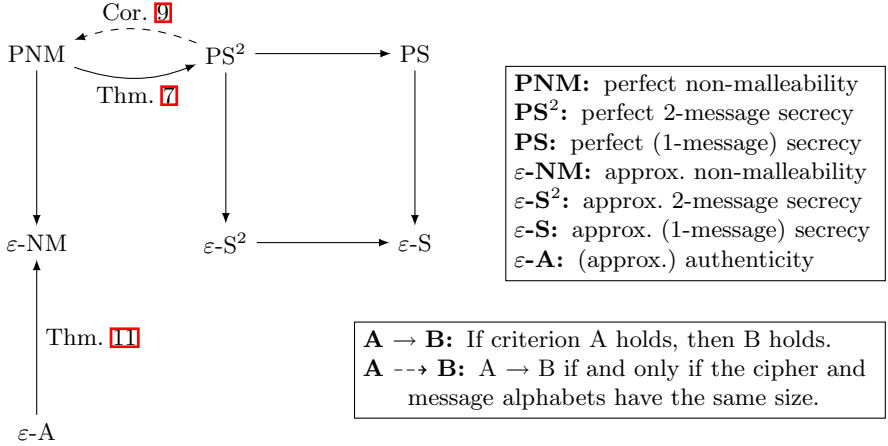 Cor. 9
PNM
PS²
PS
Thm. 7
PNM: perfect non-malleability
PS²: perfect 2-message secrecy
PS: perfect (1-message) secrecy
ε-NM: approx. non-malleability
ε-S²: approx. 2-message secrecy
ε-S: approx. (1-message) secrecy
ε-A: (approx.) authenticity
ε-NM
ε-S²
ε-S
Thm. 11
A → B: If criterion A holds, then B holds.
A ⇢ B: A → B if and only if the cipher and
message alphabets have the same size.
ε-A